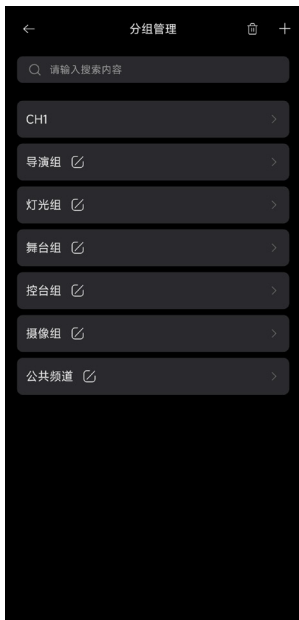 分组管理
请输入搜索内容
CH1
导演组
灯光组
舞台组
控台组
摄像组
公共频道